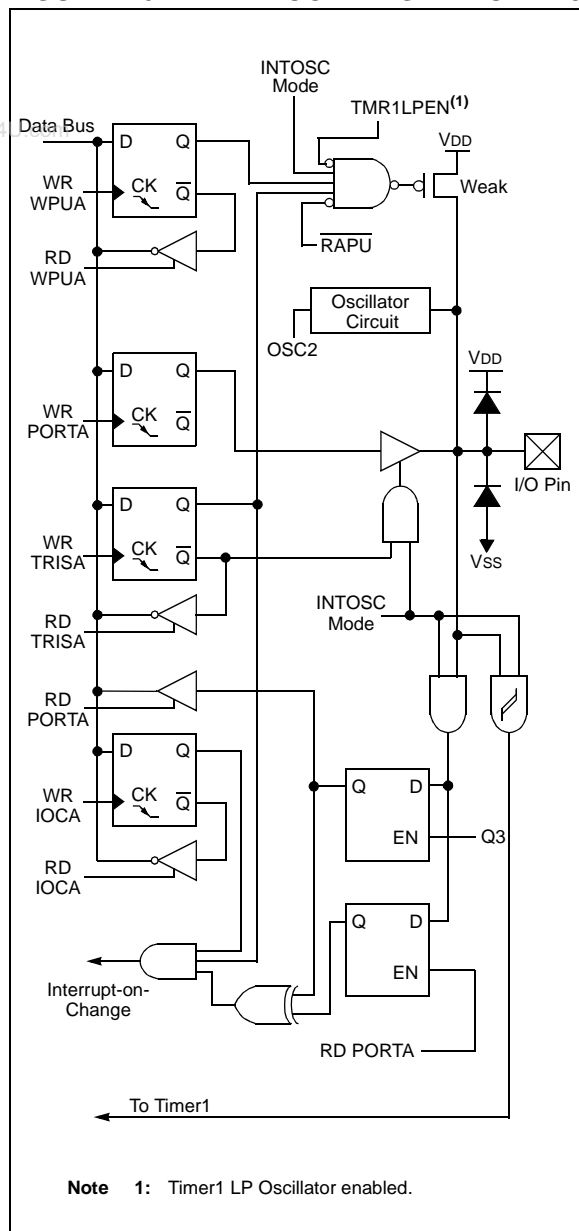 INTOSC
Mode
TMR1LPEN(1)
4U.com
Data Bus
VDD
D Q
CK Q
WR
WPUA
Weak
RAPU
RD
WPUA
Oscillator
Circuit
OSC2
VDD
D Q
CK Q
WR
PORTA
I/O Pin
D Q
CK Q
WR
TRISA
VSS
INTOSC
Mode
RD
TRISA
RD
PORTA
D Q
CK Q
WR
IOCA
Q D
EN
Q3
RD
IOCA
Q D
EN
Interrupt-on-
Change
RD PORTA
To Timer1
Note 1: Timer1 LP Oscillator enabled.